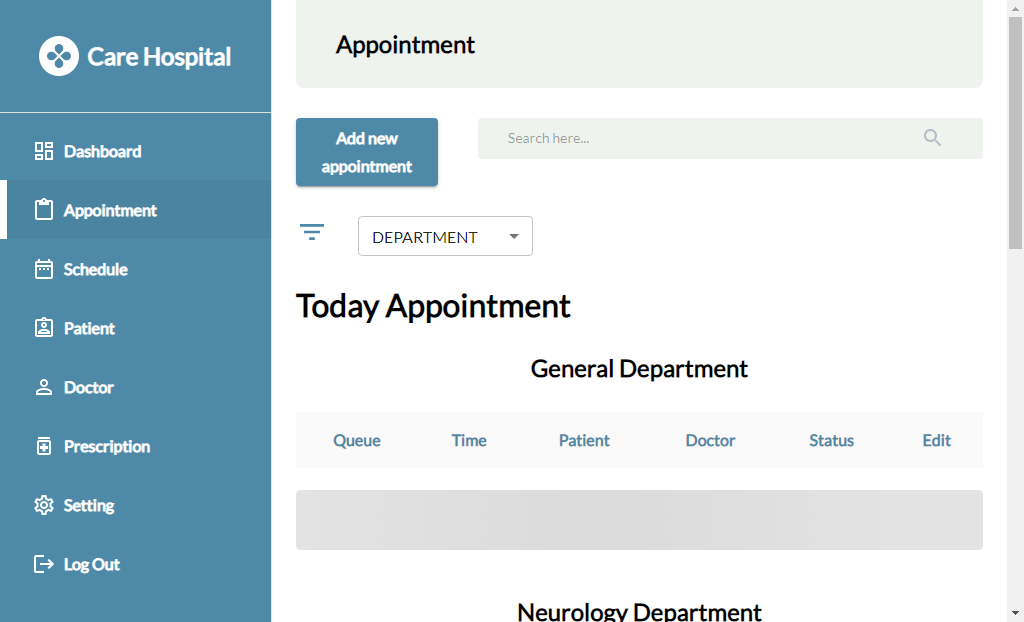 Care Hospital
Dashboard
Appointment
Schedule
Patient
Doctor
Prescription
Setting
Log Out
Appointment
Add new
appointment
Search here...
DEPARTMENT
Today Appointment
General Department
Queue Time Patient Doctor Status Edit
Neurology Department